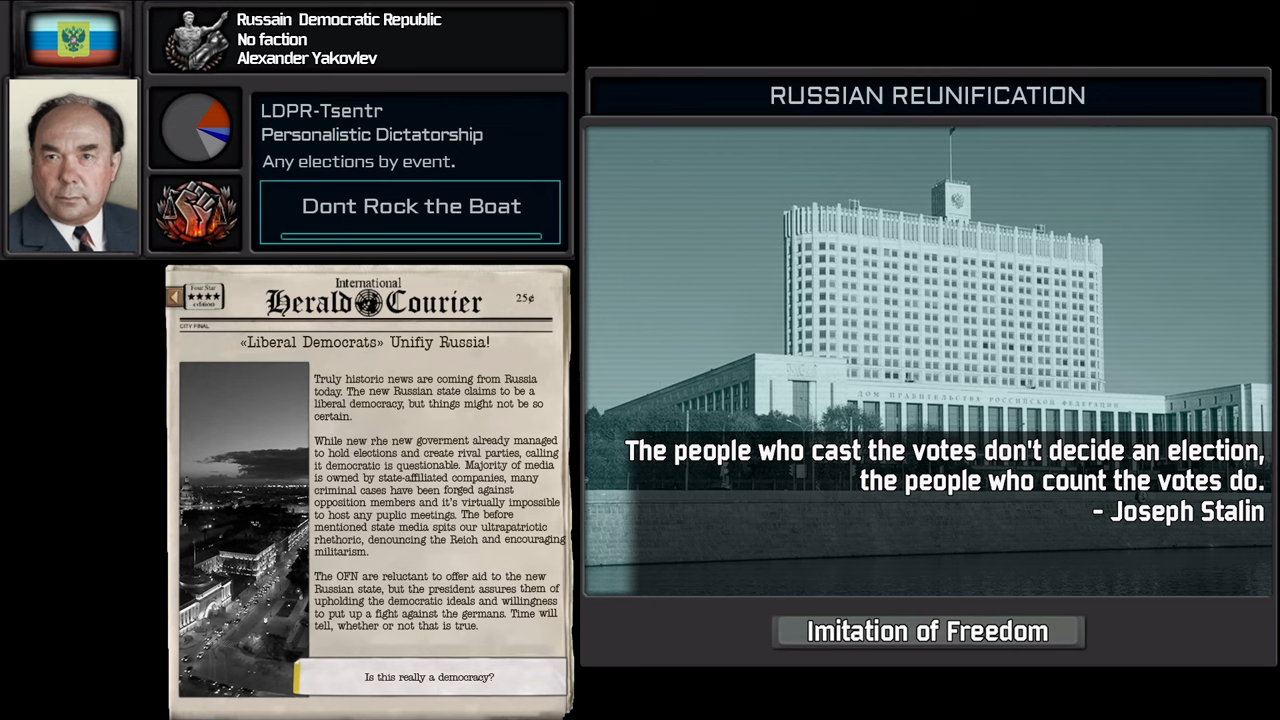 Russain Democratic Republic
No faction
Alexander Yakovlev
LDPR-Tsentr
Personalistic Dictatorship
Any elections by event.
Dont Rock the Boat
International
Herald Courier
Four Star
★★★★
edition
25¢
CITY FINAL
«Liberal Democrats» Unifiy Russia!
Truly historic news are coming from Russia
today. The new Russian state claims to be a
liberal democracy, but things might not be so
certain.
While new rhe new goverment already managed
to hold elections and create rival parties, calling
it democratic is questionable. Majority of media
is owned by state-affiliated companies, many
criminal cases have been forged against
opposition members and it's virtually impossible
to host any puplic meetings. The before
mentioned state media spits our ultrapatriotic
rhethoric, denouncing the Reich and encouraging
militarism.
The OFN are reluctant to offer aid to the new
Russian state, but the president assures them of
upholding the democratic ideals and willingness
to put up a fight against the germans. Time will
tell, whether or not that is true.
Is this really a democracy?
RUSSIAN REUNIFICATION
ДОМ ПРАВИТЕЛЬСТВА РОССИЙСКОЙ ФЕДЕРАЦИИ
The people who cast the votes don't decide an election,
the people who count the votes do.
- Joseph Stalin
Imitation of Freedom